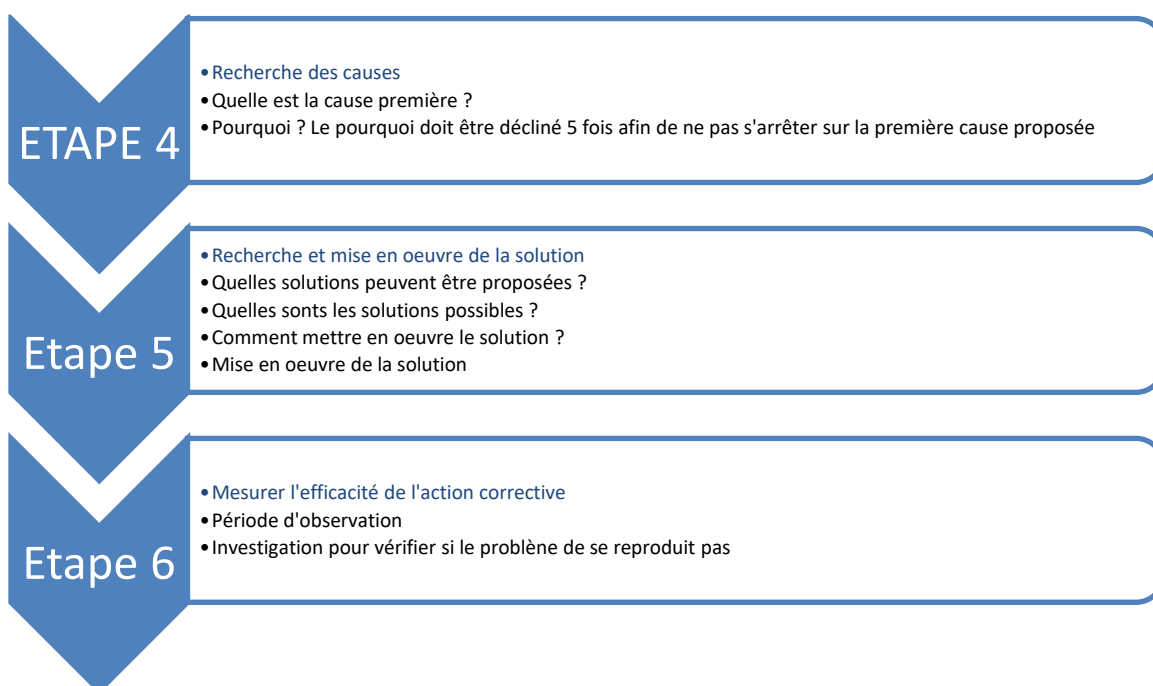 ETAPE 4
•Recherche des causes
•Quelle est la cause première ?
•Pourquoi ? Le pourquoi doit être décliné 5 fois afin de ne pas s'arrêter sur la première cause proposée
Etape 5
•Recherche et mise en oeuvre de la solution
•Quelles solutions peuvent être proposées ?
•Quelles sonts les solutions possibles ?
•Comment mettre en oeuvre le solution ?
•Mise en oeuvre de la solution
Etape 6
•Mesurer l'efficacité de l'action corrective
•Période d'observation
•Investigation pour vérifier si le problène de se reproduit pas